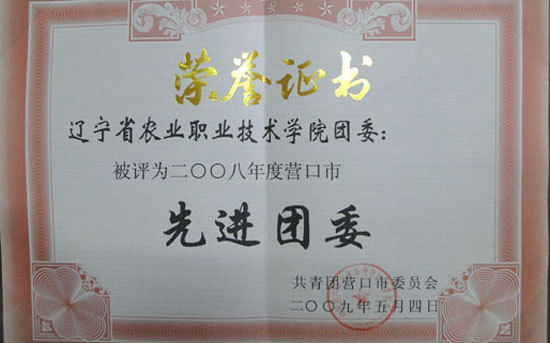 荣誉证书
辽宁省农业职业技术学院团委：
被评为二〇〇八年度营口市
先进团委
共青团营口市委员会
二〇〇九年五月四日